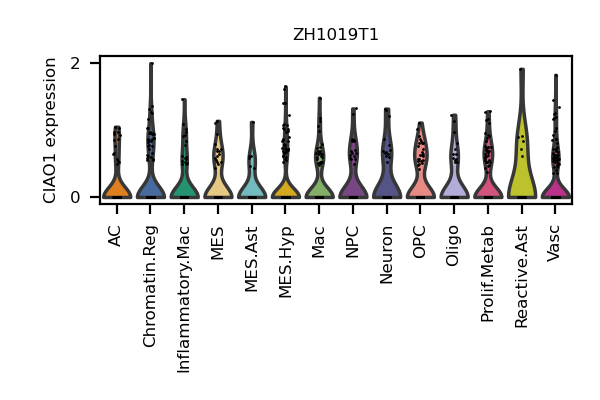 ZH1019T1
CIAO1 expression
2
0
AC
Chromatin.Reg
Inflammatory.Mac
MES
MES.Ast
MES.Hyp
Mac
NPC
Neuron
OPC
Oligo
Prolif.Metab
Reactive.Ast
Vasc